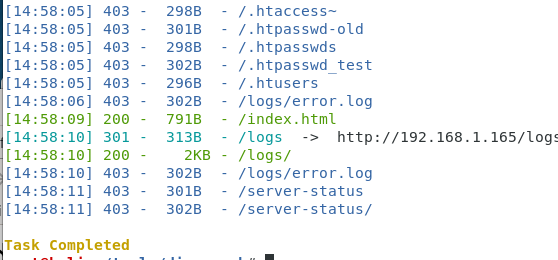 [14:58:05] 403 -  298B  - /.htaccess~
[14:58:05] 403 -  301B  - /.htpasswd-old
[14:58:05] 403 -  298B  - /.htpasswds
[14:58:05] 403 -  302B  - /.htpasswd_test
[14:58:05] 403 -  296B  - /.htusers
[14:58:06] 403 -  302B  - /logs/error.log
[14:58:09] 200 -  791B  - /index.html
[14:58:10] 301 -  313B  - /logs  ->  http://192.168.1.165/logs
[14:58:10] 200 -    2KB - /logs/
[14:58:10] 403 -  302B  - /logs/error.log
[14:58:11] 403 -  301B  - /server-status
[14:58:11] 403 -  302B  - /server-status/
Task Completed